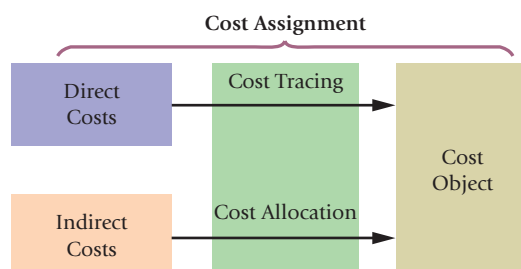 Cost Assignment
Direct
Costs
Cost Tracing
Cost
Object
Indirect
Costs
Cost Allocation